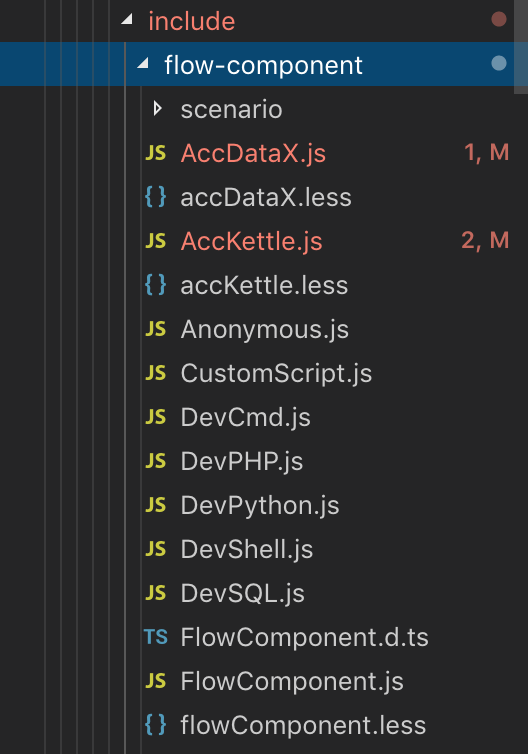 include
flow-component
scenario
JS AccDataX.js 1, M
{ } accDataX.less
JS AccKettle.js 2, M
{ } accKettle.less
JS Anonymous.js
JS CustomScript.js
JS DevCmd.js
JS DevPHP.js
JS DevPython.js
JS DevShell.js
JS DevSQL.js
TS FlowComponent.d.ts
JS FlowComponent.js
{ } flowComponent.less